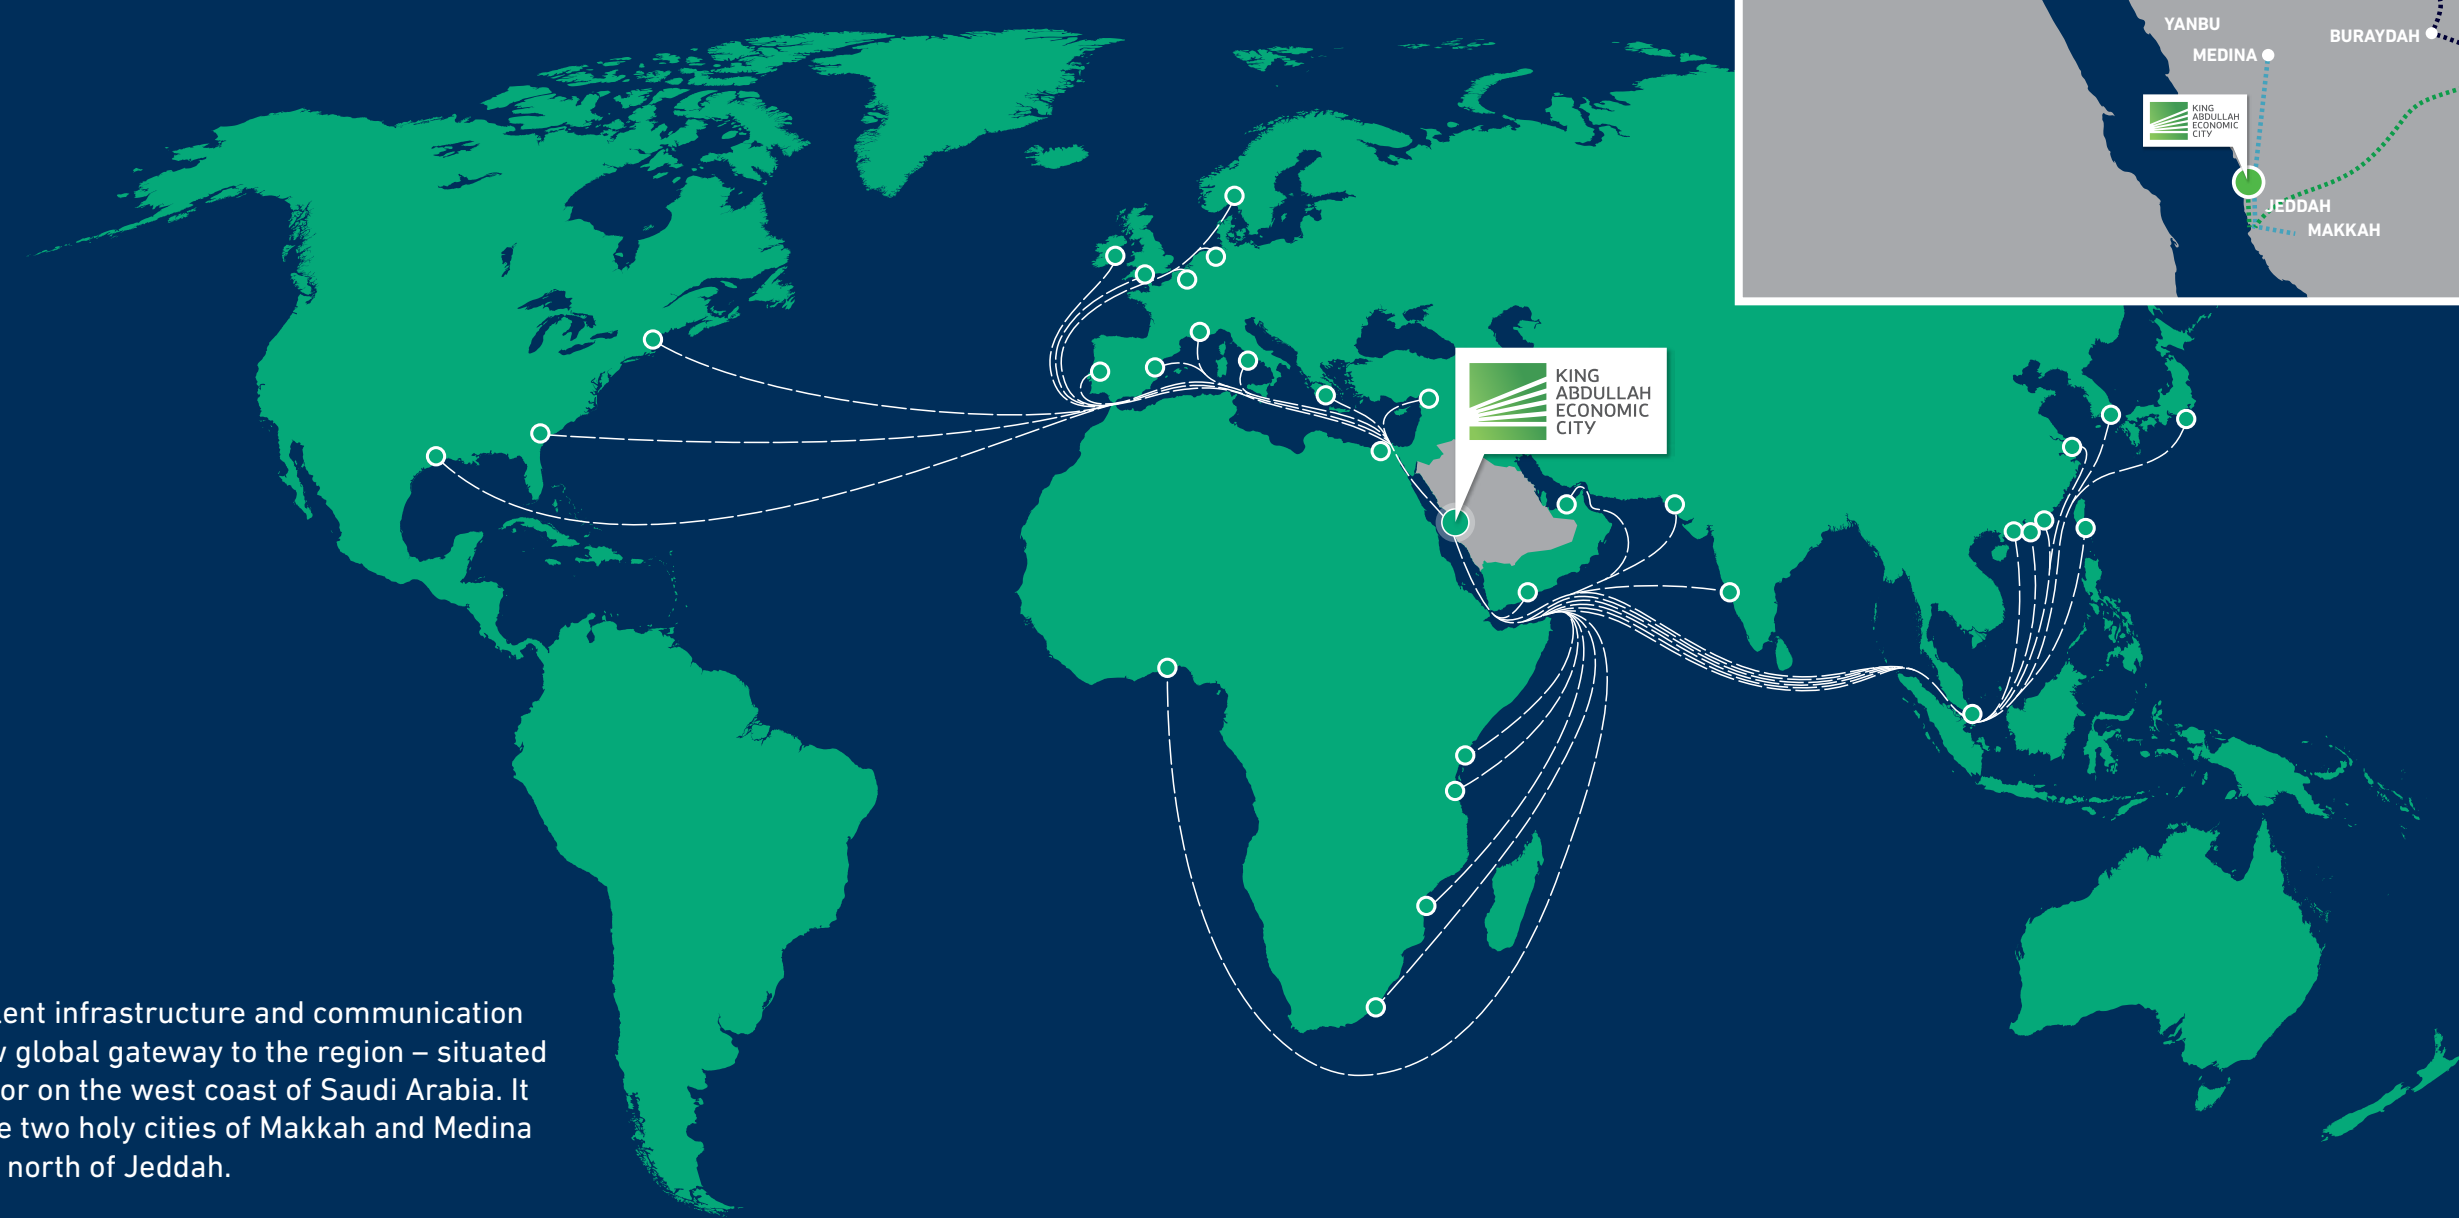 YANBU
BURAYDAH
MEDINA
KING
ABDULLAH
ECONOMIC
CITY
JEDDAH
MAKKAH
KING
ABDULLAH
ECONOMIC
CITY
infrastructure and communication
global gateway to the region – situated
on the west coast of Saudi Arabia. It
two holy cities of Makkah and Medina
north of Jeddah.